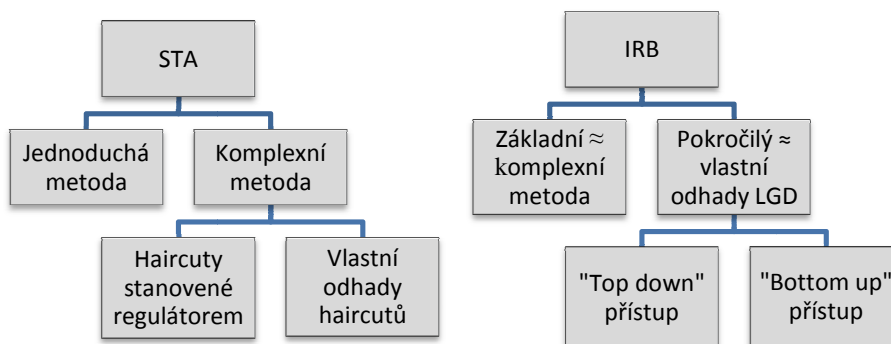 STA
Jednoduchá
metoda
Komplexní
metoda
Haircuty
stanovené
regulátorem
Vlastní
odhady
haircutů
IRB
Základní ≈
komplexní
metoda
Pokročilý ≈
vlastní
odhady LGD
"Top down"
přístup
"Bottom up"
přístup